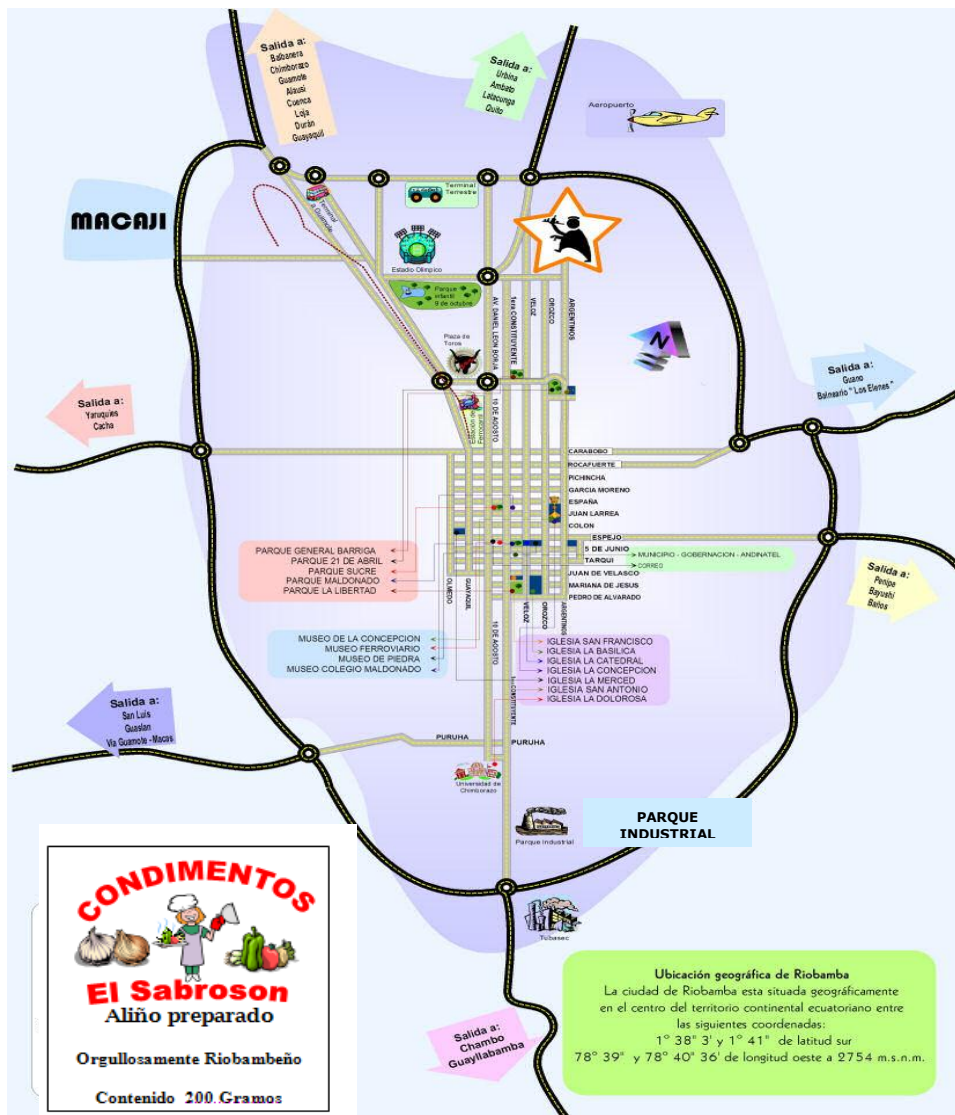 Salida a:
Balbanera
Chimborazo
Guamote
Alausi
Cuenca
Loja
Durán
Guayaquil
Salida a:
Urbina
Ambato
Latacunga
Quito
Aeropuerto
MACAJI
Terminal
a Guamote
Terminal
Terrestre
Estadio Olimpico
Parque
infantil
9 de octubre
AV. DANIEL LEON BORJA
1era CONSTITUYENTE
VELOZ
OROZCO
ARGENTINOS
N
Plaza de
Toros
Salida a:
Guano
Balneario " Los Elenes "
Salida a:
Yaruquies
Cacha
Estación del
Ferrocarril
10 DE AGOSTO
CARABOBO
ROCAFUERTE
PICHINCHA
GARCIA MORENO
ESPAÑA
JUAN LARREA
COLON
ESPEJO
5 DE JUNIO
TARQUI
MUNICIPIO - GOBERNACION - ANDINATEL
CORREO
JUAN DE VELASCO
MARIANA DE JESUS
PEDRO DE ALVARADO
PARQUE GENERAL BARRIGA
PARQUE 21 DE ABRIL
PARQUE SUCRE
PARQUE MALDONADO
PARQUE LA LIBERTAD
Salida a:
Penipe
Bayushi
Baños
OLMEDO
GUAYAQUIL
10 DE AGOSTO
VELOZ
OROZCO
ARGENTINOS
MUSEO DE LA CONCEPCION
MUSEO FERROVIARIO
MUSEO DE PIEDRA
MUSEO COLEGIO MALDONADO
IGLESIA SAN FRANCISCO
IGLESIA LA BASILICA
IGLESIA LA CATEDRAL
IGLESIA LA CONCEPCION
IGLESIA LA MERCED
IGLESIA SAN ANTONIO
IGLESIA LA DOLOROSA
1era CONSTITUYENTE
Salida a:
San Luis
Guaslan
Via Guamote -Macas
PURUHA
PURUHA
Universidad de
Chimborazo
Parque industrial
PARQUE
INDUSTRIAL
Tubasec
CONDIMENTOS
El Sabroson
Aliño preparado
Orgullosamente Riobambeño
Contenido 200 Gramos
Salida a:
Chambo
Guayllabamba
Ubicación geográfica de Riobamba
La ciudad de Riobamba esta situada geográficamente
en el centro del territorio continental ecuatoriano entre
las siguientes coordenadas:
1° 38" 3' y 1° 41" de latitud sur
78° 39" y 78° 40" 36' de longitud oeste a 2754 m.s.n.m.